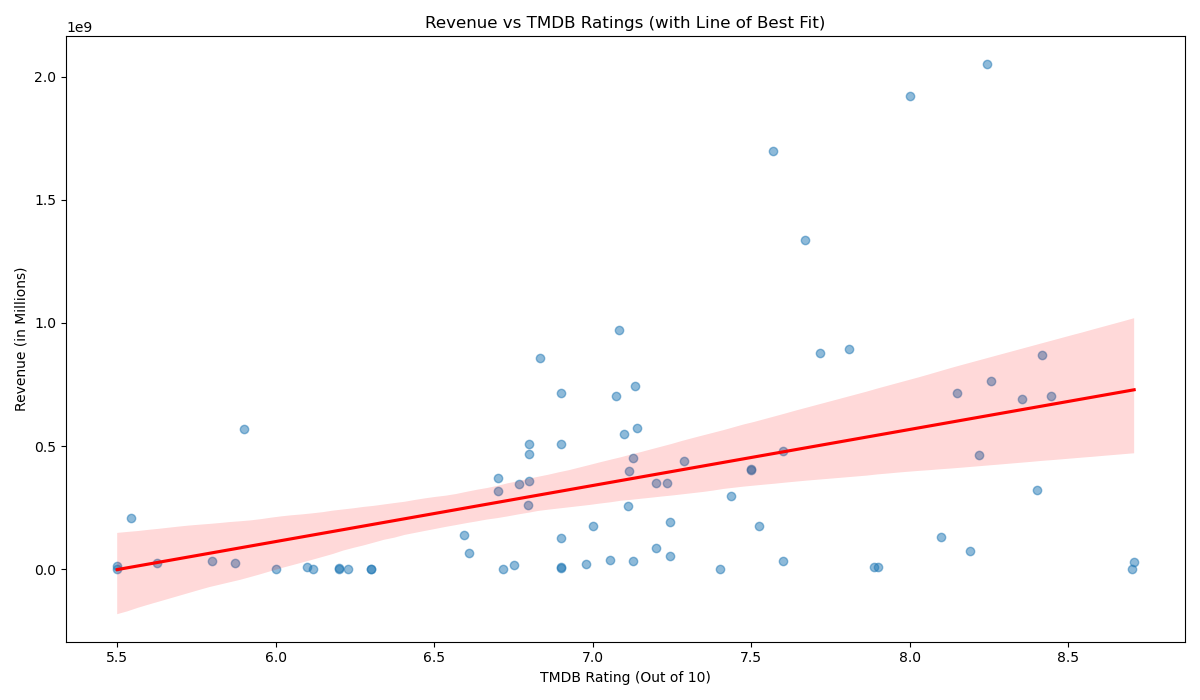 Revenue vs TMDB Ratings (with Line of Best Fit)
1e9
2.0
1.5
1.0
0.5
0.0
Revenue (in Millions)
5.5 6.0 6.5 7.0 7.5 8.0 8.5
TMDB Rating (Out of 10)